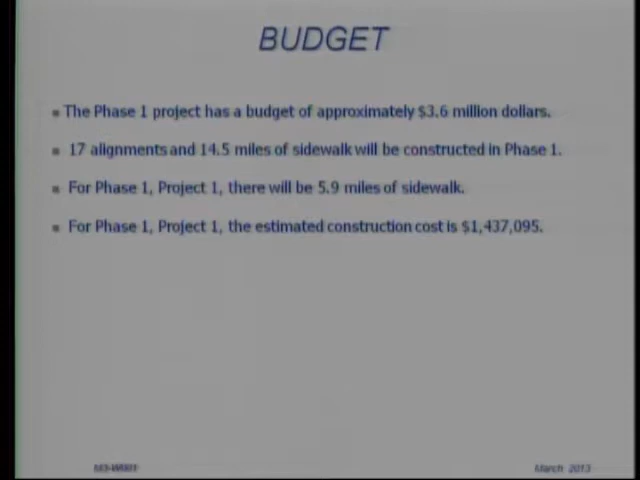 BUDGET
The Phase 1 project has a budget of approximately $3.6 million dollars.
17 alignments and 14.5 miles of sidewalk will be constructed in Phase 1.
For Phase 1, Project 1, there will be 5.9 miles of sidewalk.
For Phase 1, Project 1, the estimated construction cost is $1,437,095.
March 2013